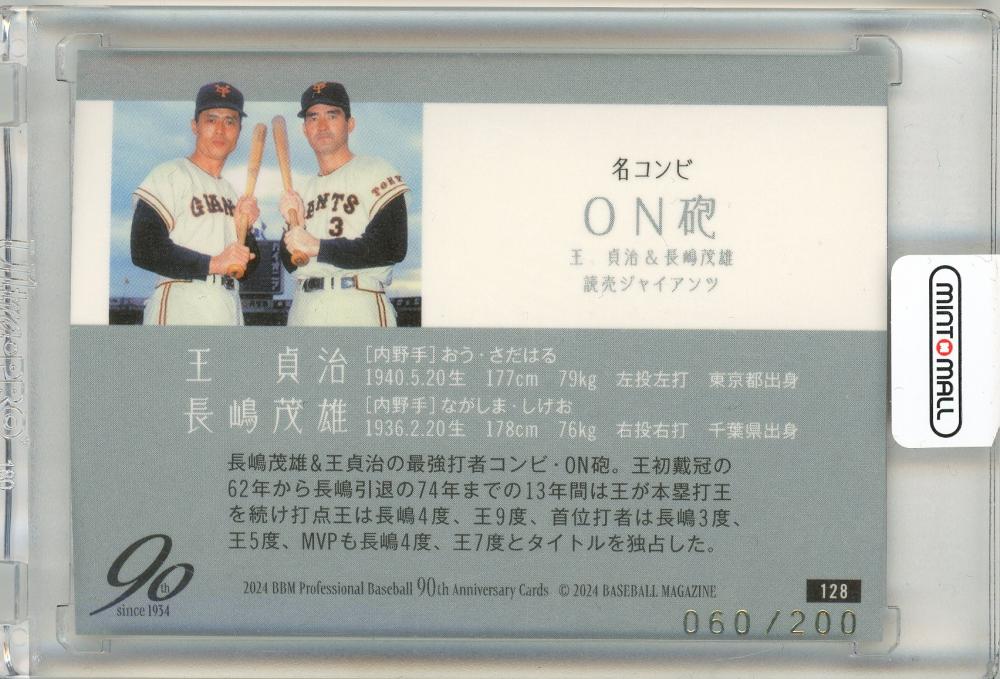 GIANTS
3
TOKY
名コンビ
ON砲
王 貞治&長嶋茂雄
読売ジャイアンツ
王 貞治
[内野手]おう・さだはる
1940.5.20生 177cm 79kg 左投左打 東京都出身
長嶋茂雄
[内野手]ながしま・しげお
1936.2.20生 178cm 76kg 右投右打 千葉県出身
長嶋茂雄&王貞治の最強打者コンビ・ON砲。王初戴冠の
62年から長嶋引退の74年までの13年間は王が本塁打王
を続け打点王は長嶋4度、王9度、首位打者は長嶋3度、
王5度、MVPも長嶋4度、王7度とタイトルを独占した。
90th
since 1934
2024 BBM Professional Baseball 90th Anniversary Cards © 2024 BASEBALL MAGAZINE
128
060/200
MINT MALL
180